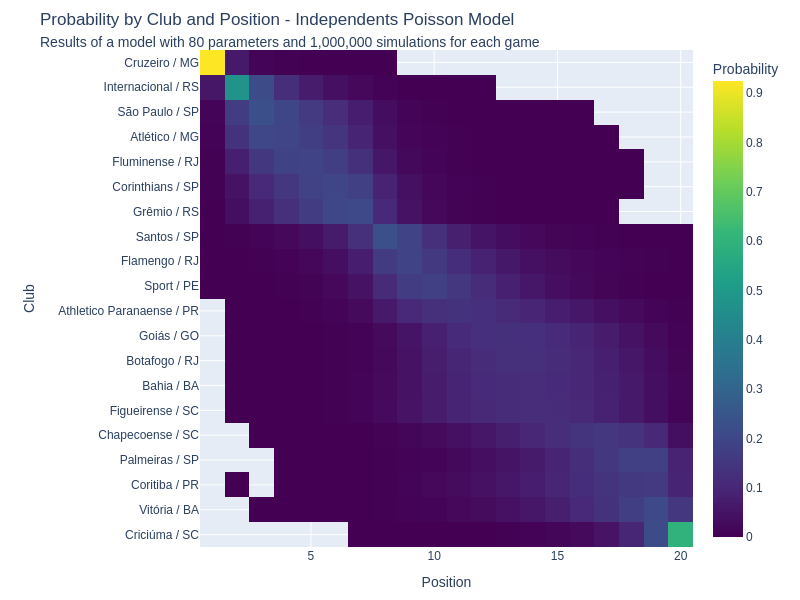 Probability by Club and Position - Independents Poisson Model
Results of a model with 80 parameters and 1,000,000 simulations for each game
Probability
Cruzeiro / MG
Internacional / RS
São Paulo / SP
Atlético / MG
Fluminense / RJ
Corinthians / SP
Grêmio / RS
Santos / SP
Flamengo / RJ
Sport / PE
Athletico Paranaense / PR
Goiás / GO
Botafogo / RJ
Bahia / BA
Figueirense / SC
Chapecoense / SC
Palmeiras / SP
Coritiba / PR
Vitória / BA
Criciúma / SC
Club
5 10 15 20
Position
0.9
0.8
0.7
0.6
0.5
0.4
0.3
0.2
0.1
0